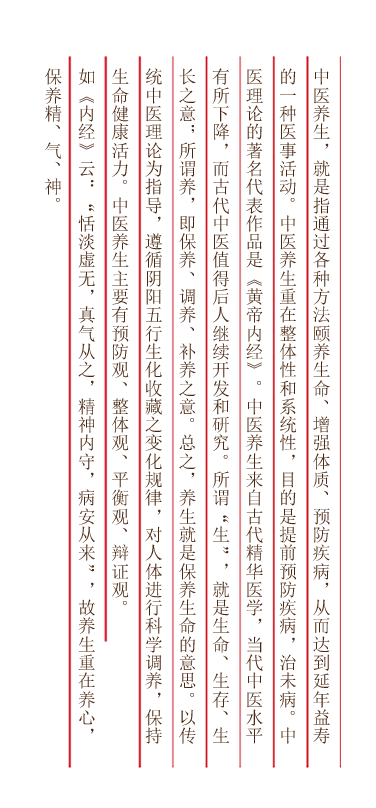 中医养生，就是指通过各种方法颐养生命、增强体质、预防疾病，从而达到延年益寿
的一种医事活动。中医养生重在整体性和系统性，目的是提前预防疾病，治未病。中
医理论的著名代表作品是《黄帝内经》。中医养生来自古代精华医学，当代中医水平
有所下降，而古代中医值得后人继续开发和研究。所谓“生”，就是生命、生存、生
长之意；所谓养，即保养、调养、补养之意。总之，养生就是保养生命的意思。以传
统中医理论为指导，遵循阴阳五行生化收藏之变化规律，对人体进行科学调养，保持
生命健康活力。中医养生主要有预防观、整体观、平衡观、辩证观。
如《内经》云：“恬淡虚无，真气从之，精神内守，病安从来”，故养生重在养心，
保养精、气、神。